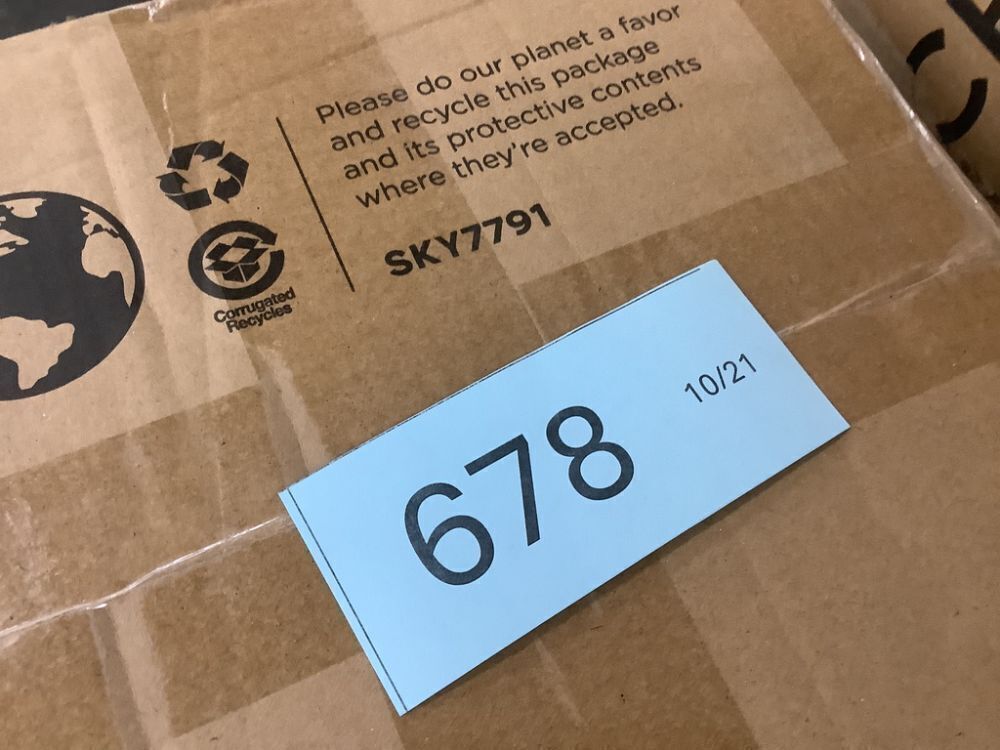 Please do our planet a favor
and recycle this package
and its protective contents
where they're accepted.
SKY7791
Corrugated
Recycles
678
10/21